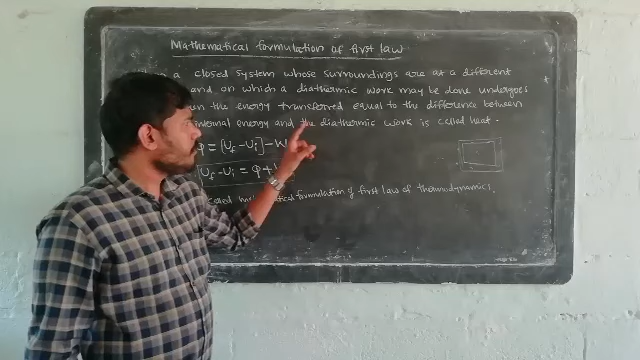 Mathematical formulation of first law
a closed system whose surroundings are at a different
and on which a diathermic work may be done undergoes
the energy transferred equal to the difference between
internal energy and the diathermic work is called heat.
= [Uf - Ui] - W
Uf - Ui = Q +
mathematical formulation of first law of thermodynamics.